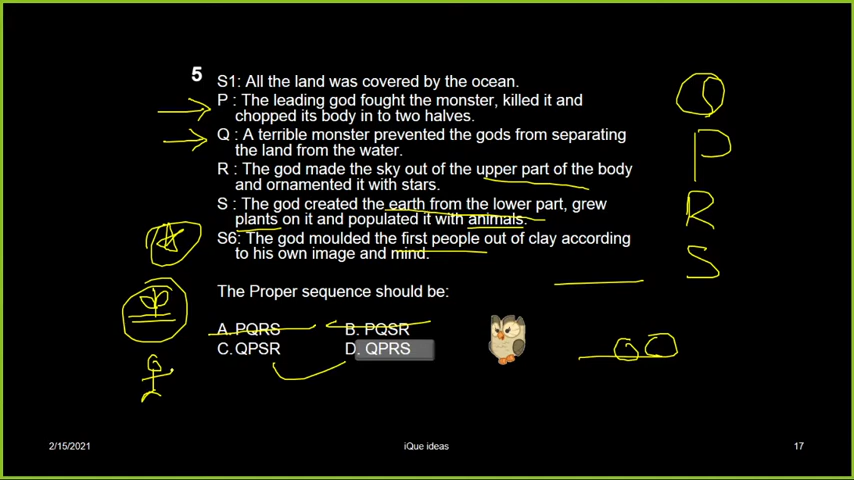 5
S1: All the land was covered by the ocean.
P : The leading god fought the monster, killed it and
chopped its body in to two halves.
Q : A terrible monster prevented the gods from separating
the land from the water.
R : The god made the sky out of the upper part of the body
and ornamented it with stars.
S : The god created the earth from the lower part, grew
plants on it and populated it with animals.
S6: The god moulded the first people out of clay according
to his own image and mind.
The Proper sequence should be:
A. PQRS B. PQSR
C. QPSR D. QPRS
Q
P
R
S
2/15/2021 iQue ideas 17